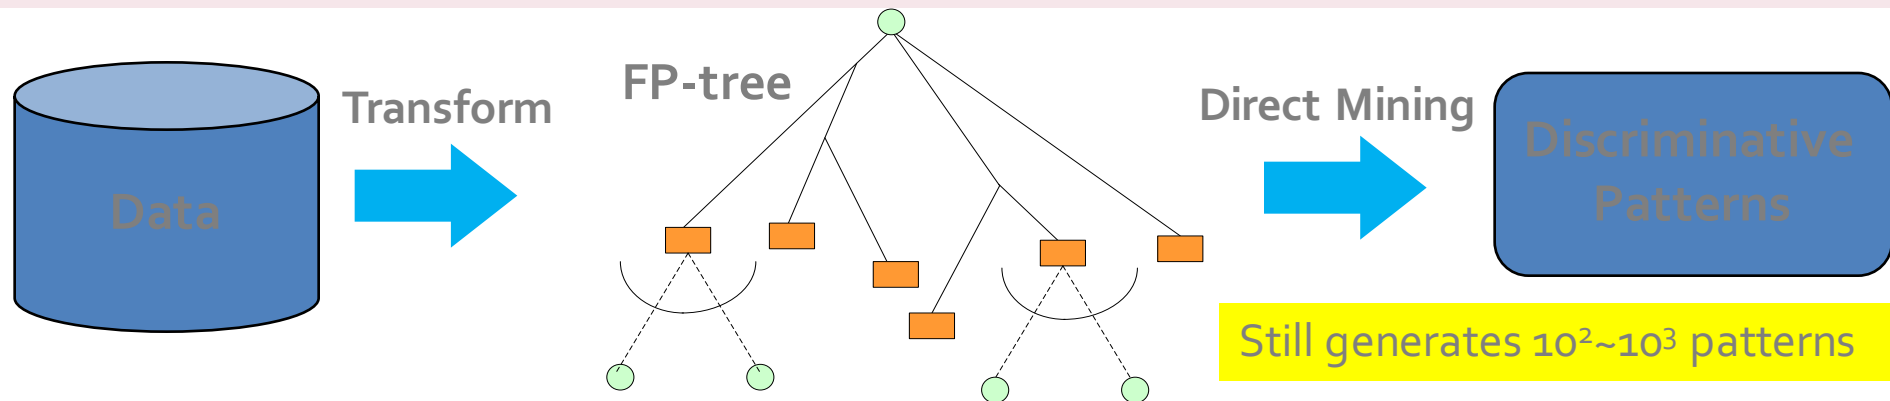 Data
Transform
FP-tree
Direct Mining
Discriminative
Patterns
Still generates 10²~10³ patterns